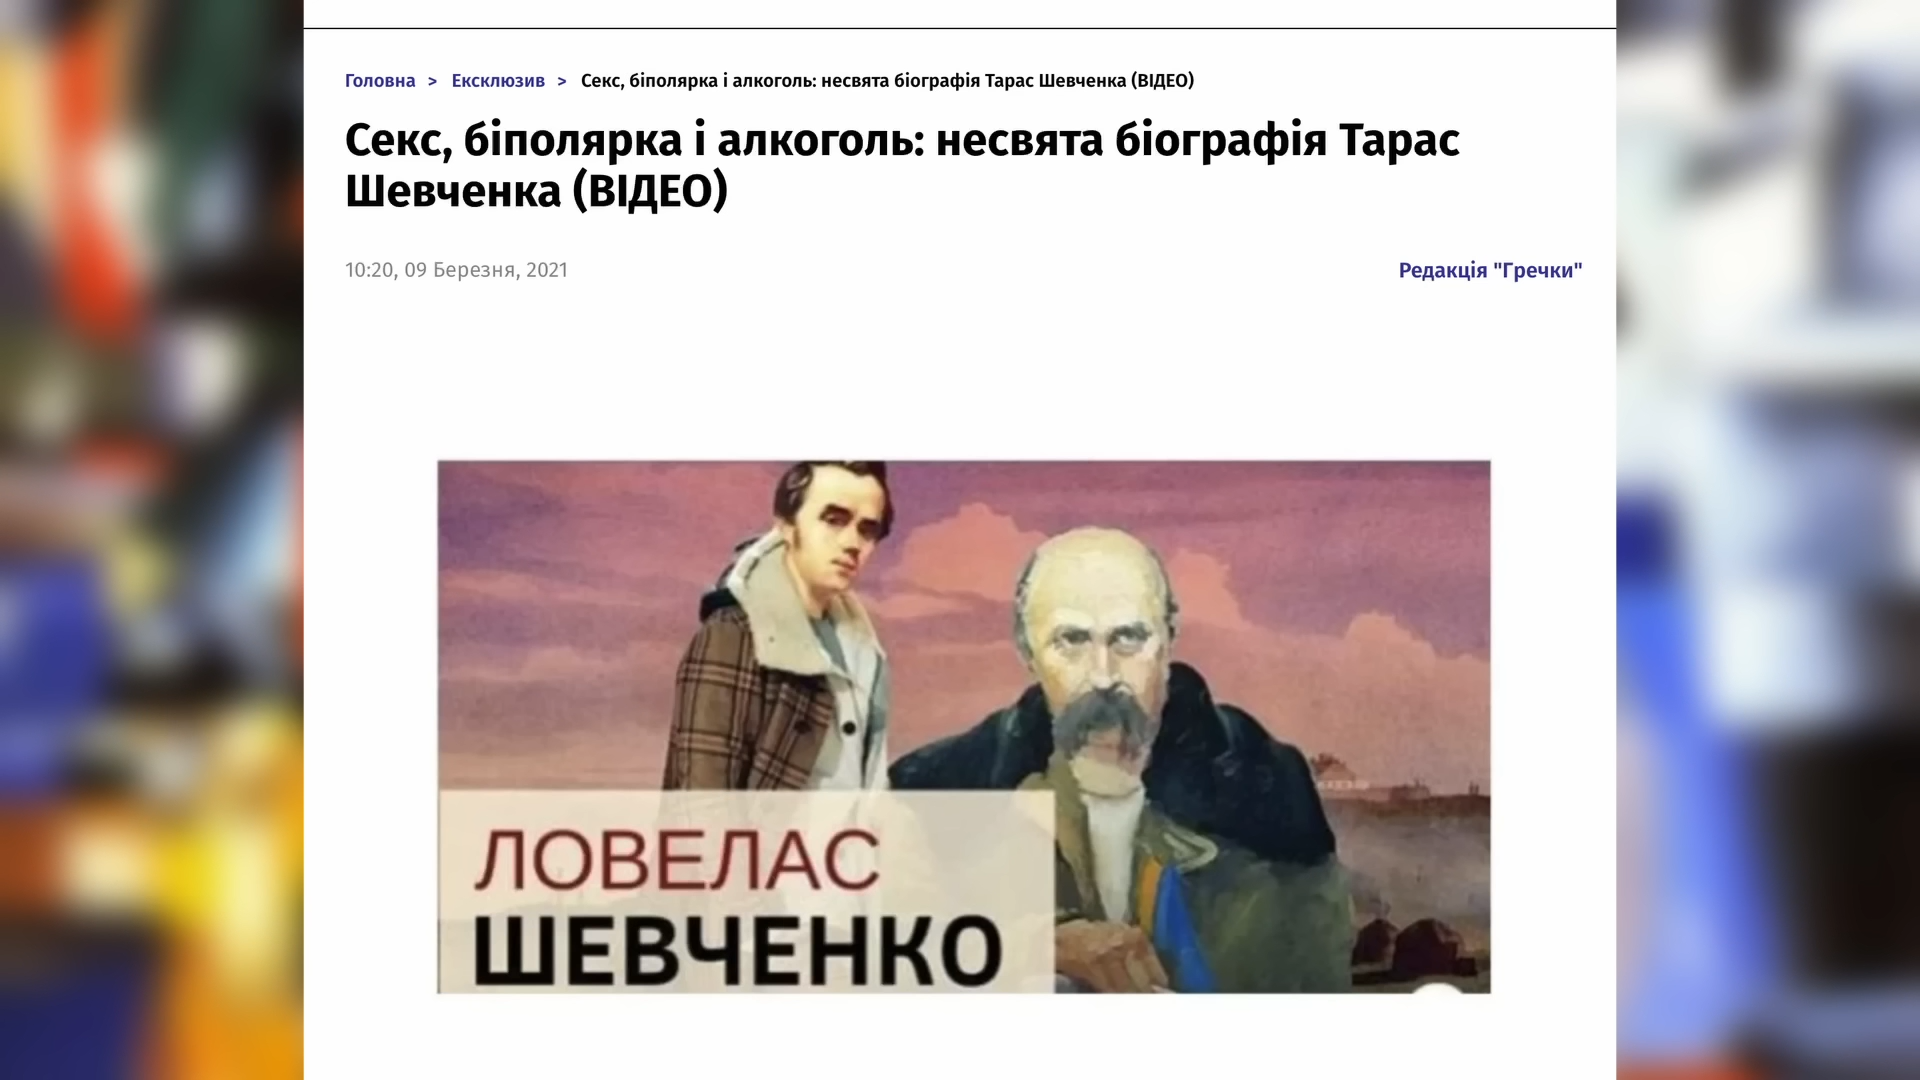 Головна > Ексклюзив > Секс, біполярка і алкоголь: несвята біографія Тарас Шевченка (ВІДЕО)
Секс, біполярка і алкоголь: несвята біографія Тарас
Шевченка (ВІДЕО)
10:20, 09 Березня, 2021
Редакція "Гречки"
ЛОВЕЛАС
ШЕВЧЕНКО